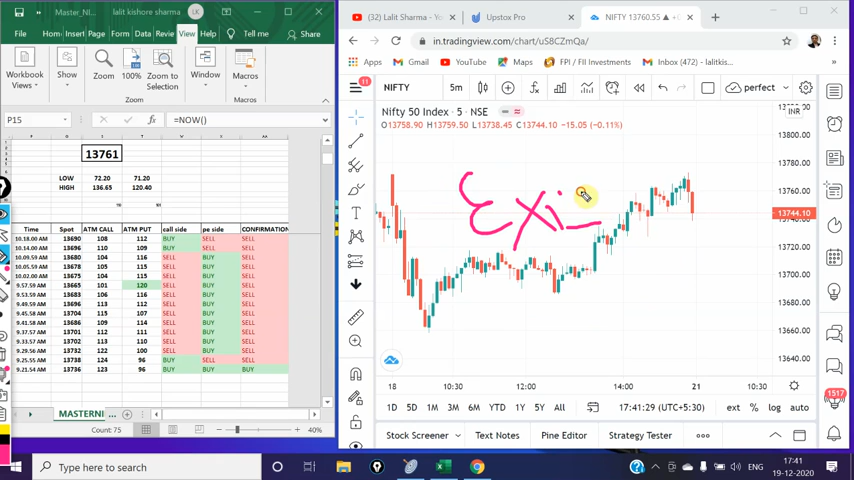 Master_NI...
lalit kishore sharma
LK
File
Hom
Insert
Page
Form
Data
Revie
View
Help
Tell me
Share
Workbook
Views
Show
Zoom
100%
Zoom to
Selection
Window
Macros
Zoom
Macros
P15
fx
=NOW()
13761
LOW 71.20 72.20
HIGH 136.65 120.40
Time Spot ATM CALL ATM PUT call side pe side CONFIRMATION
10.18.00 AM 13690 108 112 BUY SELL SELL
10.14.00 AM 13696 110 109 BUY SELL SELL
10.09.59 AM 13680 104 116 SELL BUY SELL
10.05.59 AM 13678 105 115 SELL BUY SELL
10.02.00 AM 13675 104 115 SELL BUY SELL
9.57.59 AM 13665 101 120 SELL BUY SELL
9.53.59 AM 13683 106 116 SELL BUY SELL
9.49.59 AM 13696 113 112 SELL BUY SELL
9.45.58 AM 13704 115 107 SELL BUY SELL
9.41.58 AM 13686 109 114 SELL BUY SELL
9.37.58 AM 13701 112 111 SELL BUY SELL
9.33.58 AM 13702 113 110 SELL BUY SELL
9.29.56 AM 13732 122 100 SELL BUY SELL
9.25.55 AM 13738 124 96 BUY SELL SELL
9.21.54 AM 13736 123 96 BUY BUY BUY
MASTERNI ...
Count: 75
40%
(32) Lalit Sharma - Yo
Upstox Pro
NIFTY 13760.55 ▲ +
in.tradingview.com/chart/uS8CZmQa/
Apps
Gmail
YouTube
Maps
FPI / FII Investments
Inbox (72) - lalitkis...
11
NIFTY
5m
perfect
Nifty 50 Index · 5 · NSE
O13758.90 H13759.50 L13738.45 C13744.10 −15.05 (−0.11%)
INR
Exi
13800.00
13780.00
13760.00
13744.10
13720.00
13700.00
13680.00
13660.00
13640.00
18 10:30 12:00 14:00 21 10:30
1D 5D 1M 3M 6M YTD 1Y 5Y All
17:41:29 (UTC+5:30)
ext % log auto
1517
Stock Screener
Text Notes
Pine Editor
Strategy Tester
Type here to search
ENG
17:41
19-12-2020